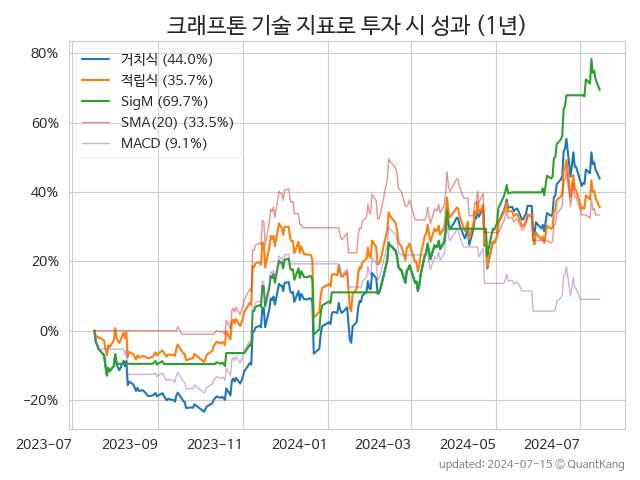 크래프톤 기술 지표로 투자 시 성과 (1년)
거치식 (44.0%)
적립식 (35.7%)
SigM (69.7%)
SMA(20) (33.5%)
MACD (9.1%)
80%
60%
40%
20%
0%
−20%
2023−07
2023−09
2023−11
2024−01
2024−03
2024−05
2024−07
updated: 2024-07-15 © QuantKang